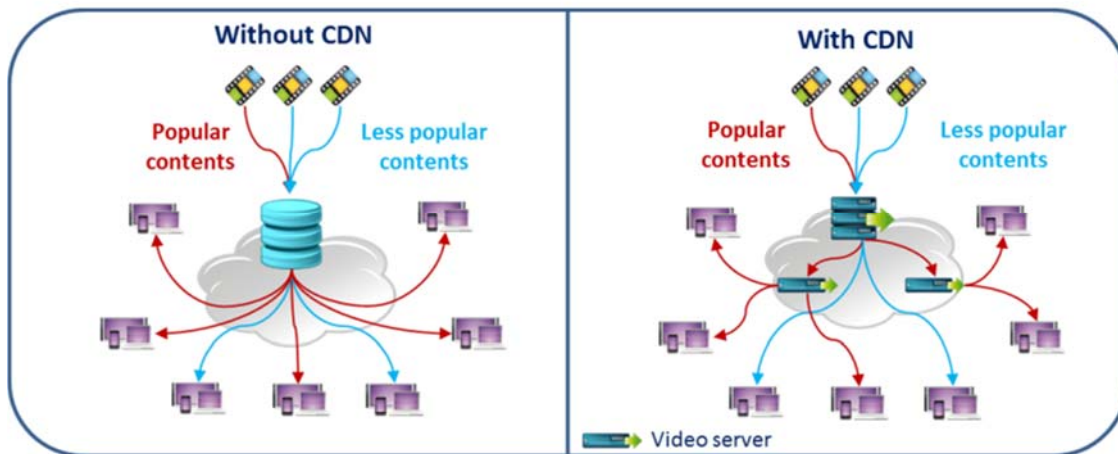 Without CDN
Popular
contents
Less popular
contents
With CDN
Popular
contents
Less popular
contents
Video server